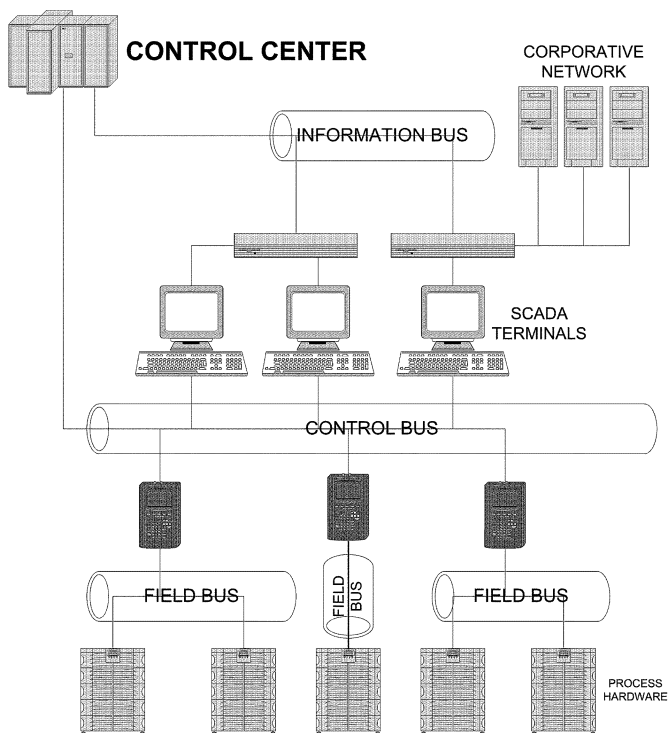 CONTROL CENTER
CORPORATIVE
NETWORK
INFORMATION BUS
SCADA
TERMINALS
CONTROL BUS
FIELD BUS
FIELD
BUS
FIELD BUS
PROCESS
HARDWARE